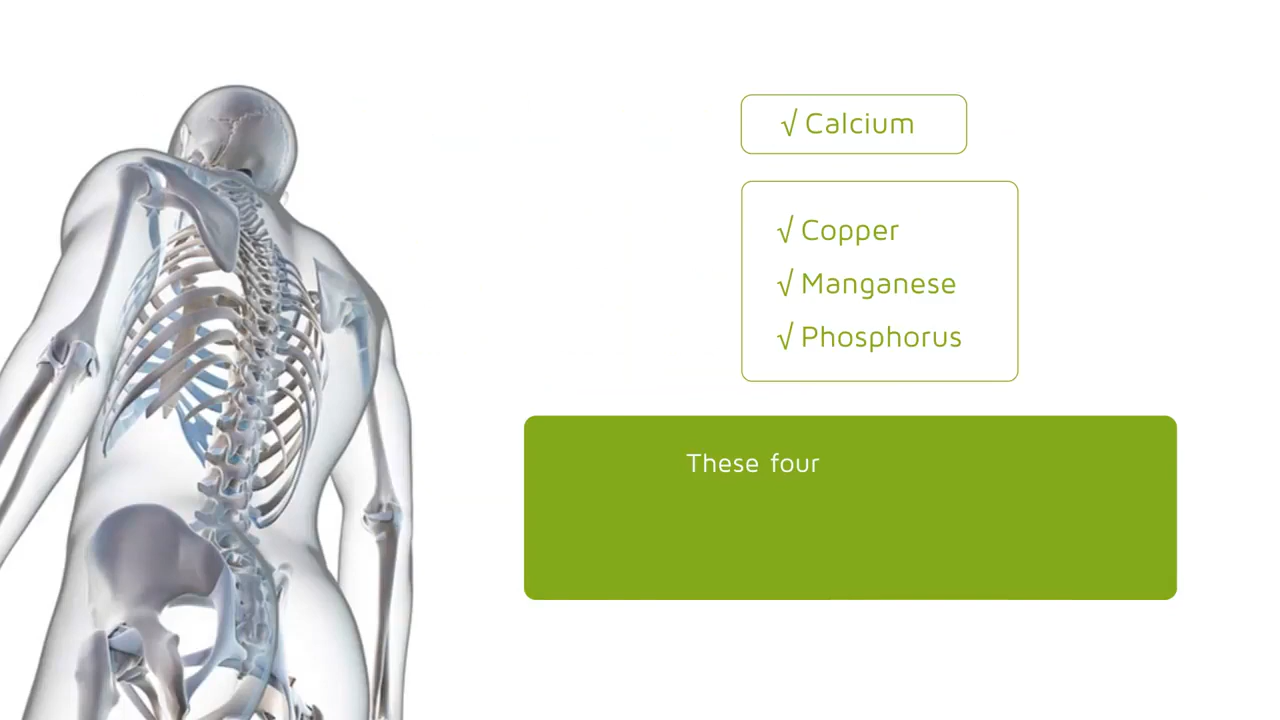 √ Calcium
√ Copper
√ Manganese
√ Phosphorus
These four